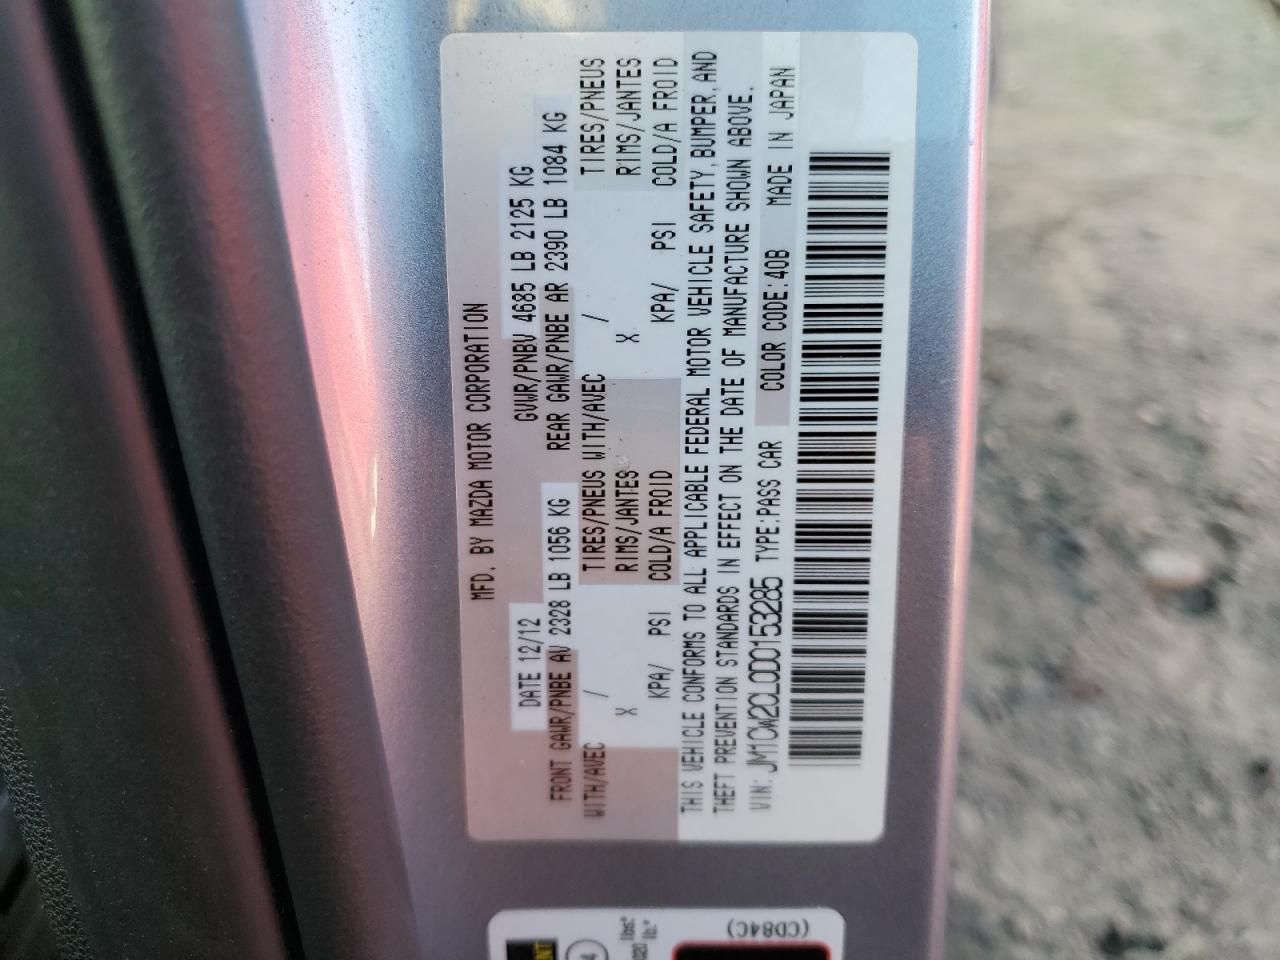 MFD. BY MAZDA MOTOR CORPORATION
DATE 12/12 GVWR/PNBV 4685 LB 2125 KG
FRONT GAWR/PNBE AV 2328 LB 1056 KG REAR GAWR/PNBE AR 2390 LB 1084 KG
WITH/AVEC / TIRES/PNEUS WITH/AVEC / TIRES/PNEUS
X RIMS/JANTES X RIMS/JANTES
KPA/ PSI COLD/A FROID KPA/ PSI COLD/A FROID
THIS VEHICLE CONFORMS TO ALL APPLICABLE FEDERAL MOTOR VEHICLE SAFETY, BUMPER, AND
THEFT PREVENTION STANDARDS IN EFFECT ON THE DATE OF MANUFACTURE SHOWN ABOVE.
VIN: JM1CW2CL0D0153285 TYPE: PASS CAR COLOR CODE: 40B MADE IN JAPAN
(CD84C)
lbs.
lb.